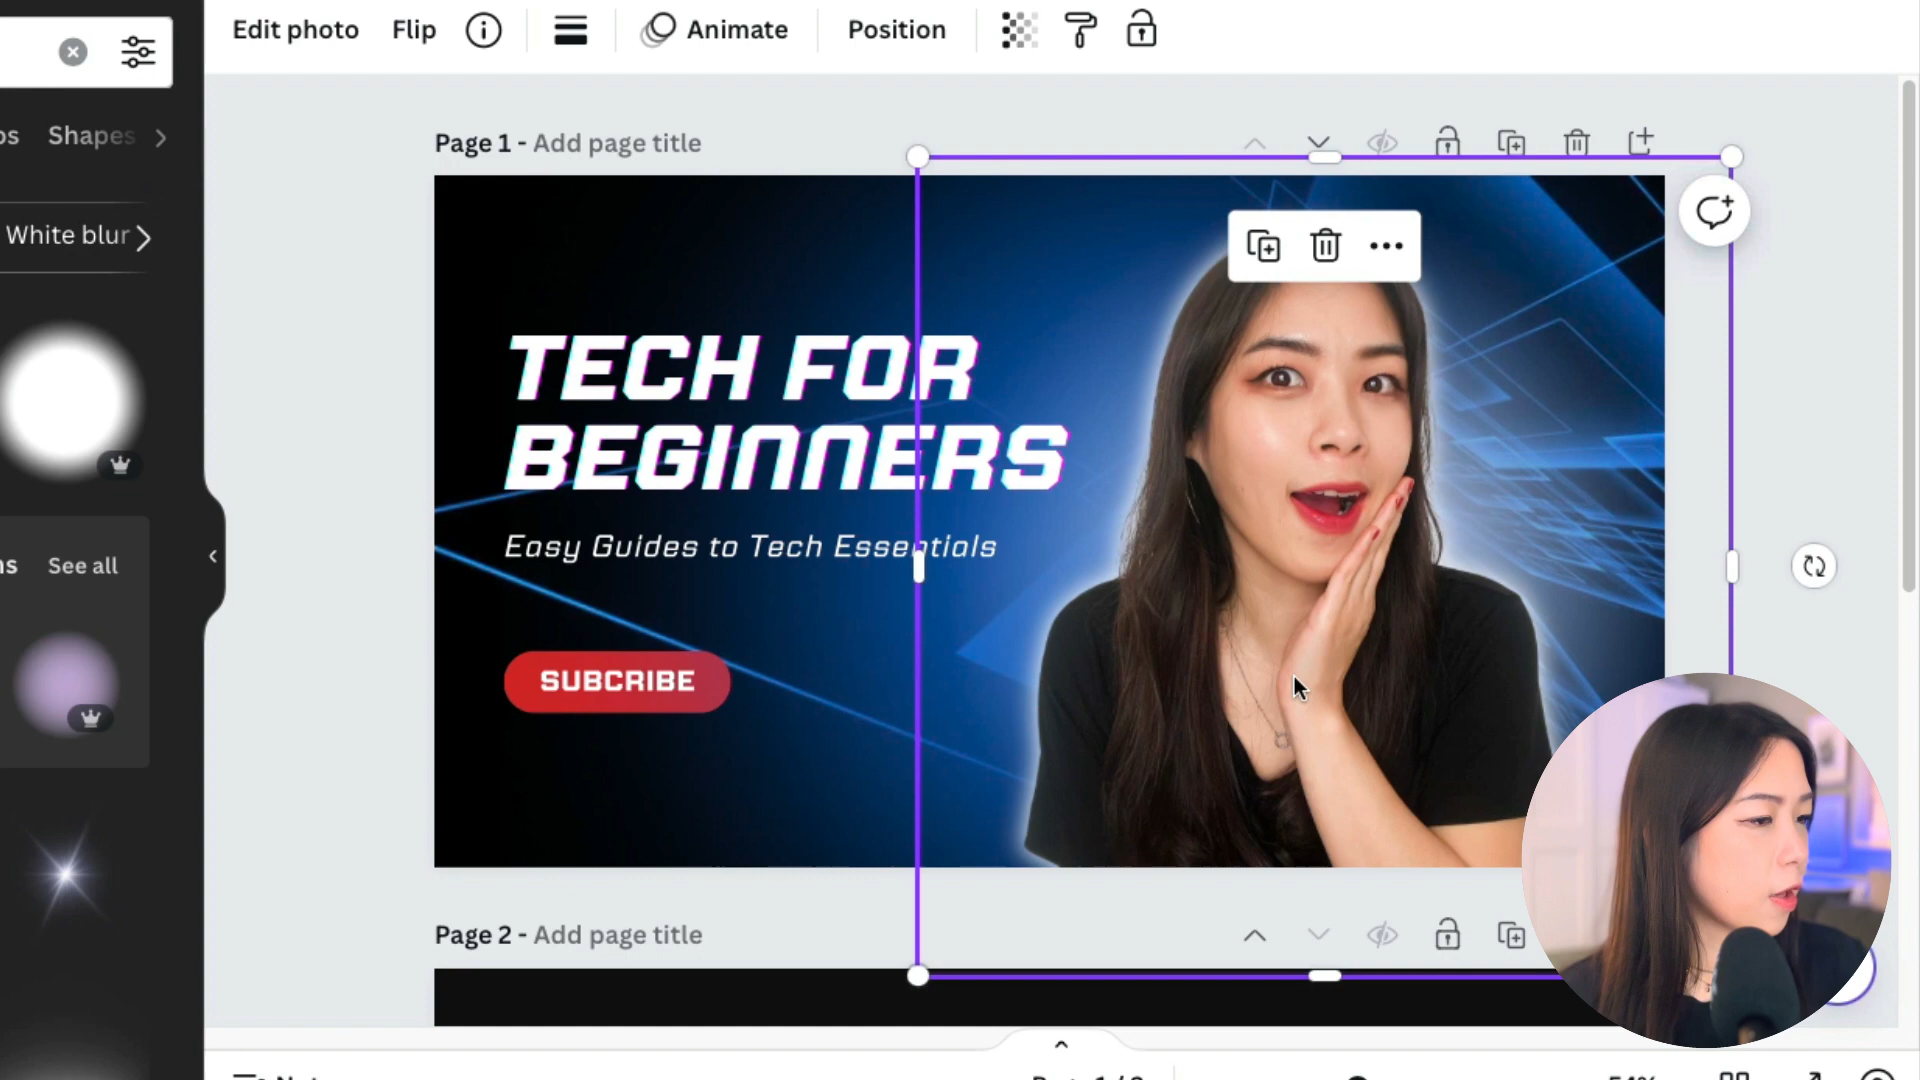 Edit photo Flip Animate Position
Shapes
Page 1 - Add page title
White blur
TECH FOR
BEGINNERS
Easy Guides to Tech Essentials
See all
SUBCRIBE
Page 2 - Add page title